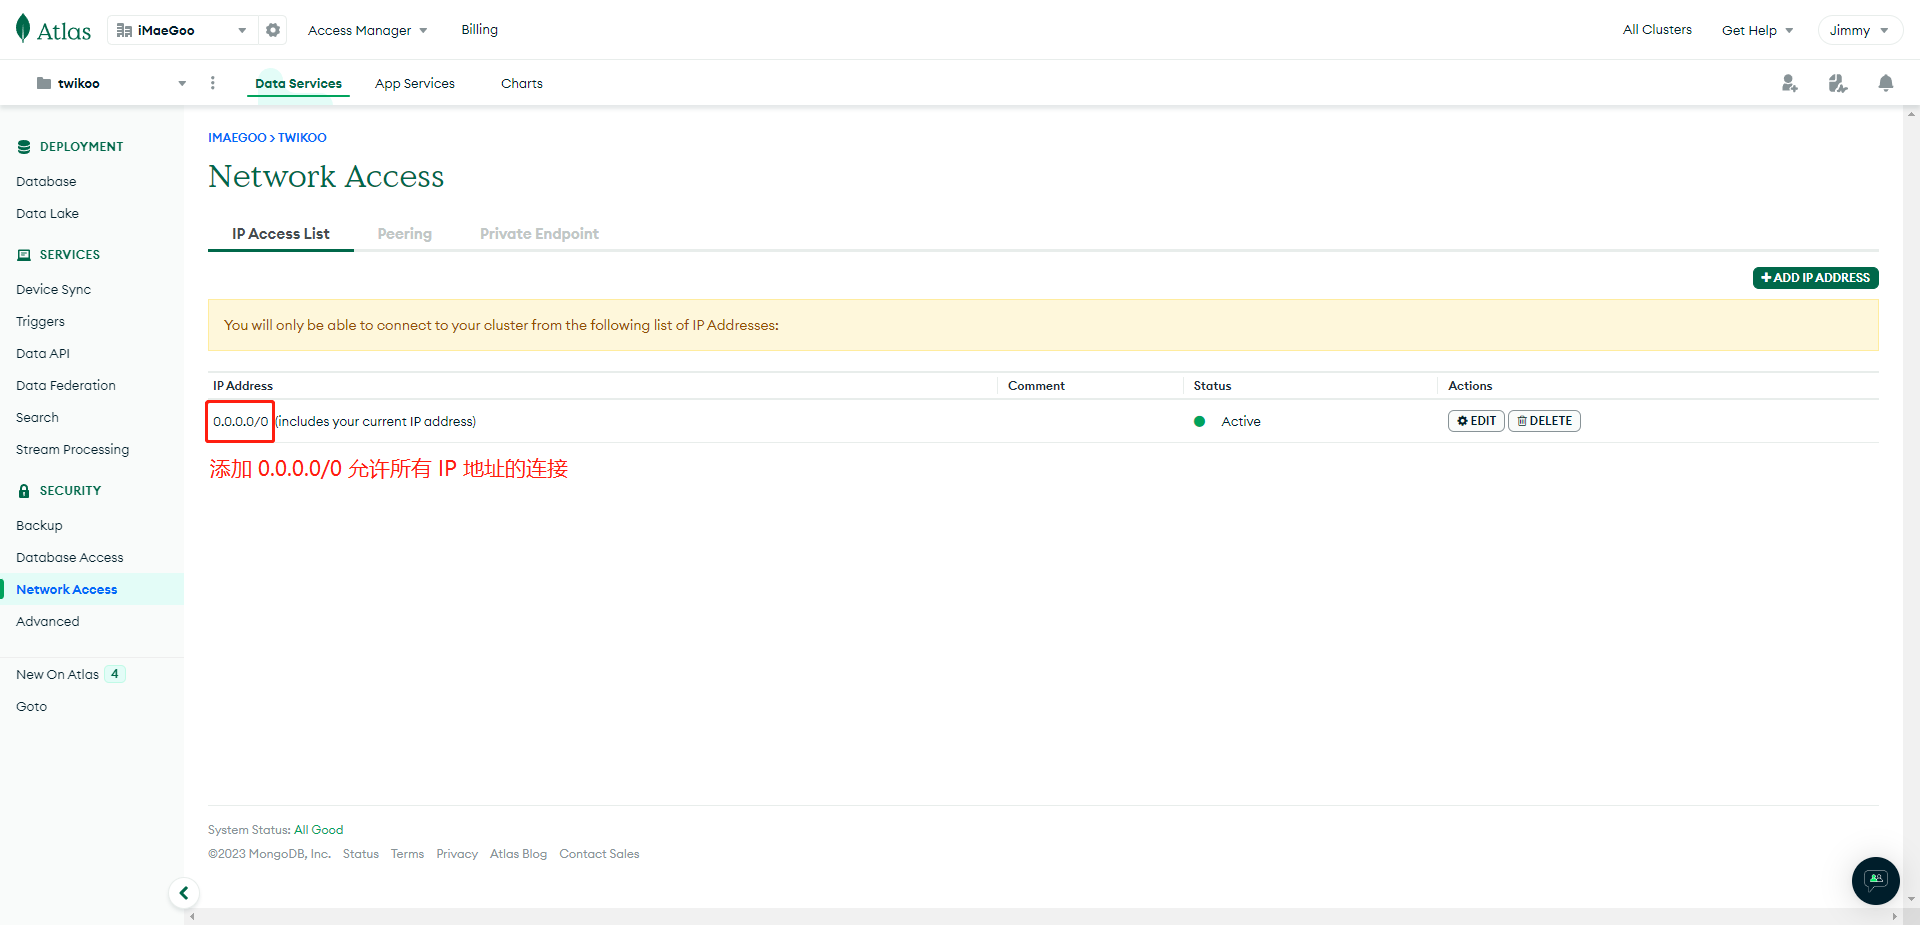 Atlas
iMaeGoo
Access Manager
Billing
All Clusters
Get Help
Jimmy
twikoo
Data Services
App Services
Charts
DEPLOYMENT
Database
Data Lake
SERVICES
Device Sync
Triggers
Data API
Data Federation
Search
Stream Processing
SECURITY
Backup
Database Access
Network Access
Advanced
New On Atlas 4
Goto
IMAEGOO > TWIKOO
Network Access
IP Access List
Peering
Private Endpoint
+ ADD IP ADDRESS
You will only be able to connect to your cluster from the following list of IP Addresses:
IP Address
Comment
Status
Actions
0.0.0.0/0 (includes your current IP address)
Active
EDIT
DELETE
添加 0.0.0.0/0 允许所有 IP 地址的连接
System Status: All Good
©2023 MongoDB, Inc. Status Terms Privacy Atlas Blog Contact Sales